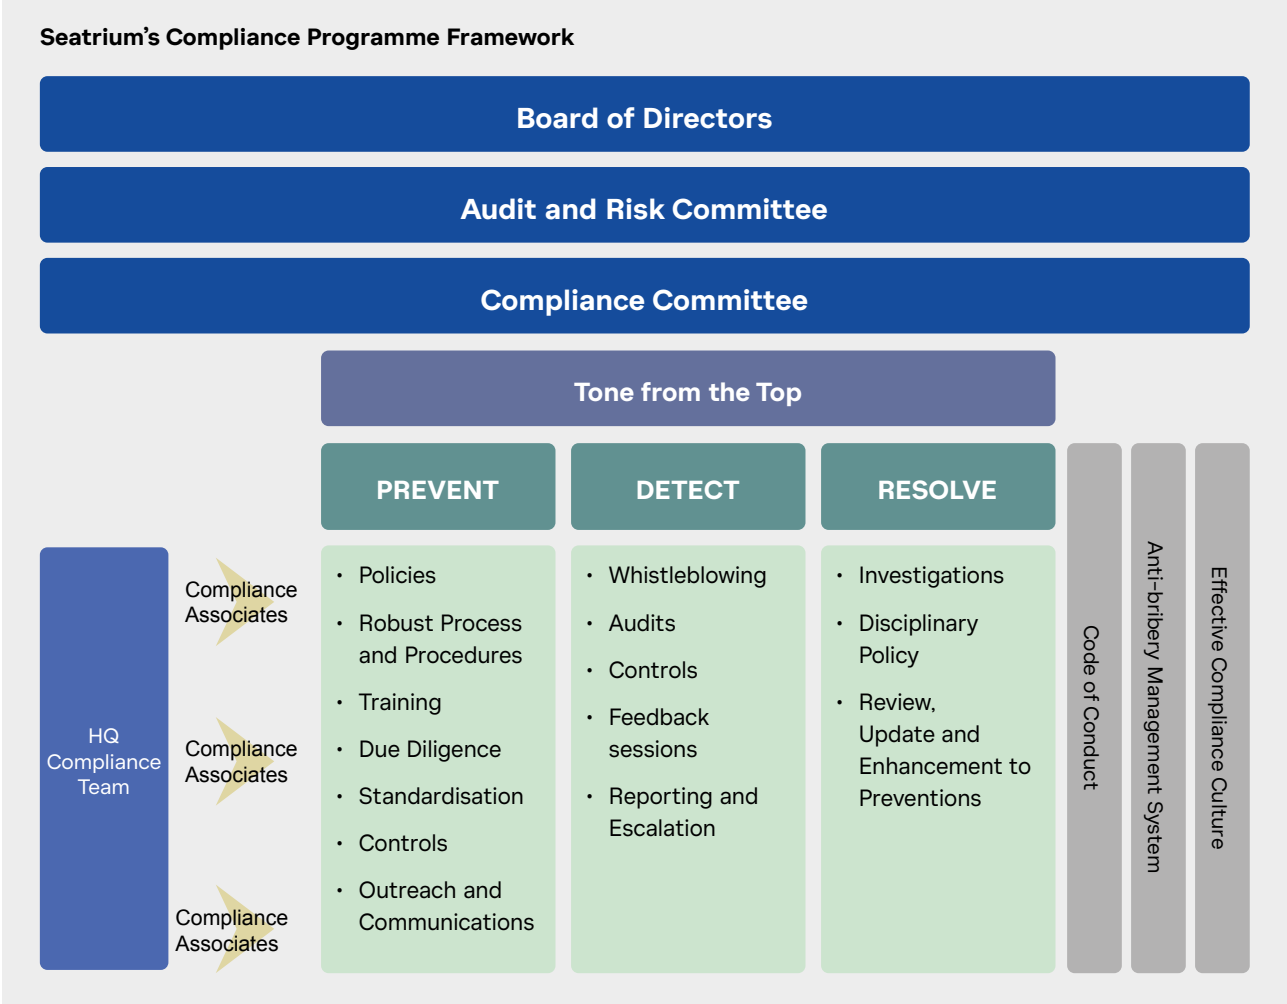 Seatrium’s Compliance Programme Framework
Board of Directors
Audit and Risk Committee
Compliance Committee
Tone from the Top
PREVENT
DETECT
RESOLVE
HQ
Compliance
Team
Compliance
Associates
Compliance
Associates
Compliance
Associates
• Policies
• Robust Process
and Procedures
• Training
• Due Diligence
• Standardisation
• Controls
• Outreach and
Communications
• Whistleblowing
• Audits
• Controls
• Feedback
sessions
• Reporting and
Escalation
• Investigations
• Disciplinary
Policy
• Review,
Update and
Enhancement to
Preventions
Code of Conduct
Anti-bribery Management System
Effective Compliance Culture